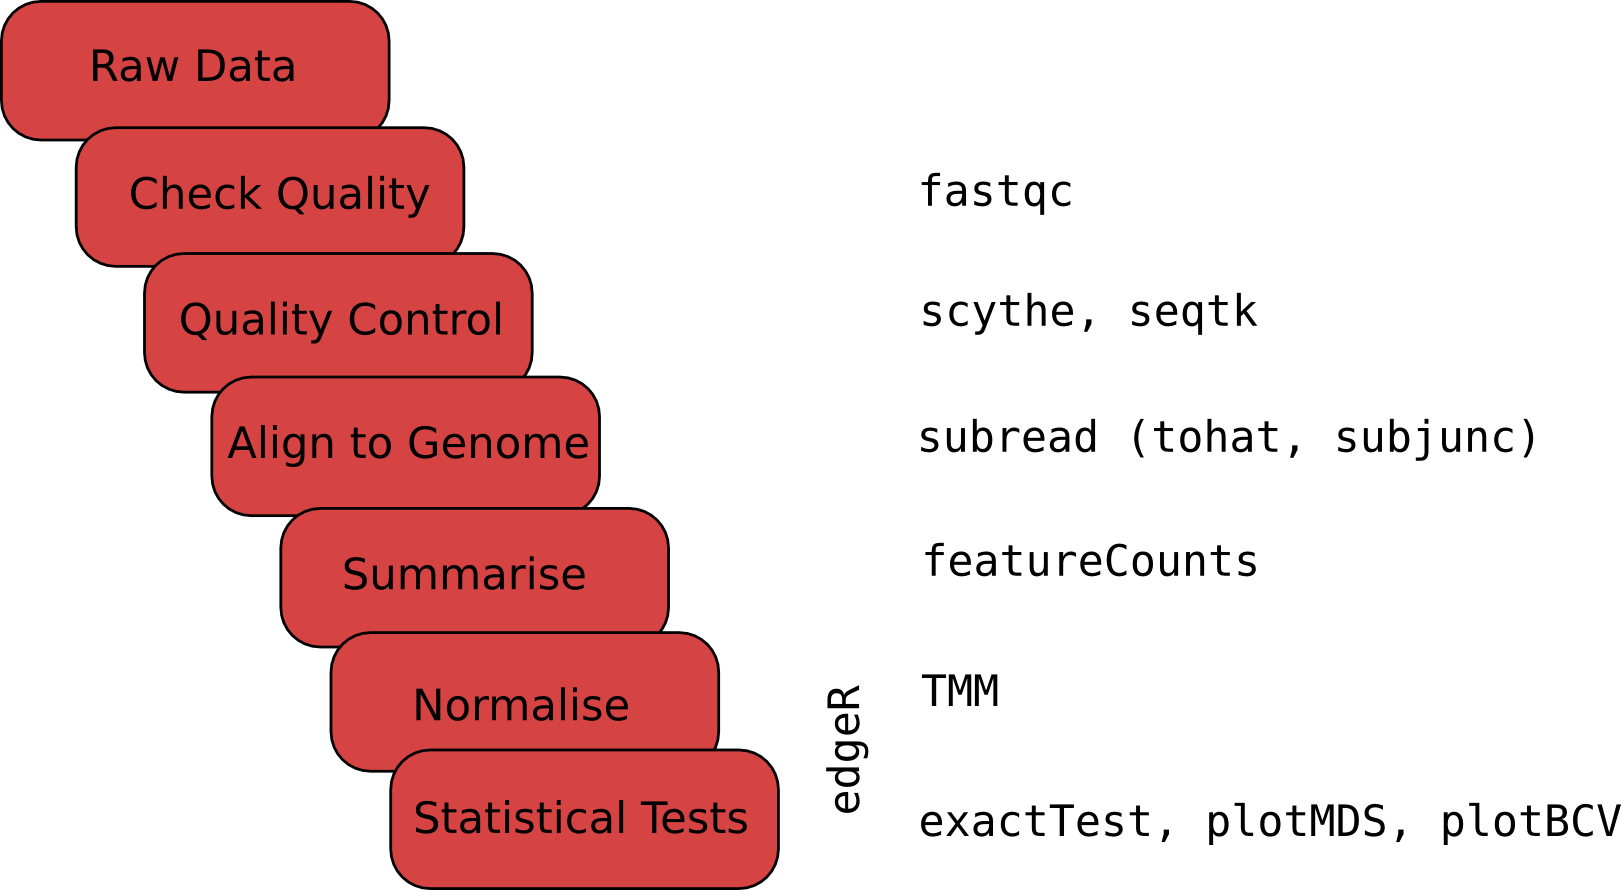 Raw Data
Check Quality
fastqc
Quality Control
scythe, seqtk
Align to Genome
subread (tohat, subjunc)
Summarise
featureCounts
Normalise
TMM
edgeR
Statistical Tests
exactTest, plotMDS, plotBCV